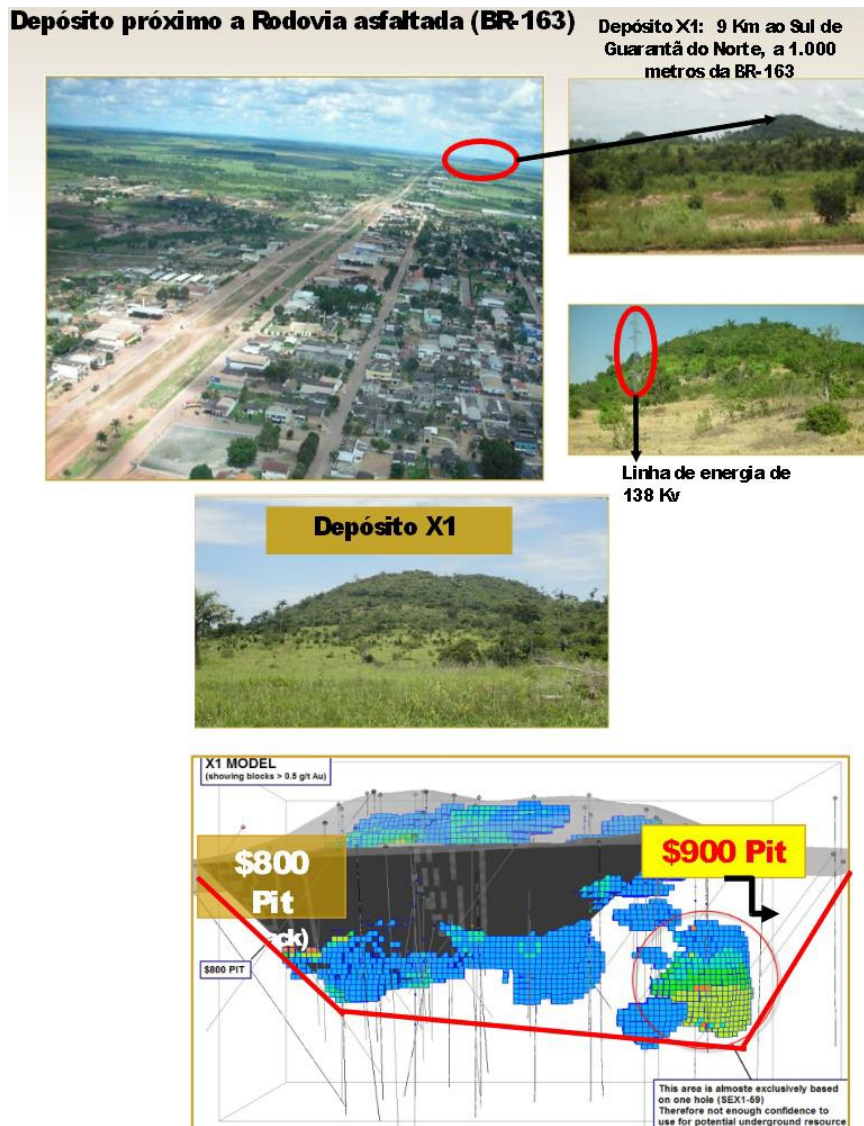 Depósito próximo a Rodovia asfaltada (BR-163)
Depósito X1: 9 Km ao Sul de
Guarantã do Norte, a 1.000
metros da BR-163
Linha de energia de
138 Kv
Depósito X1
X1 MODEL
(showing blocks > 0.5 g/t Au)
$800
Pit
$900 Pit
$800 PIT
This area is almoste exclusively based
on one hole (SEX1-59)
Therefore not enough confidence to
use for potential underground resource